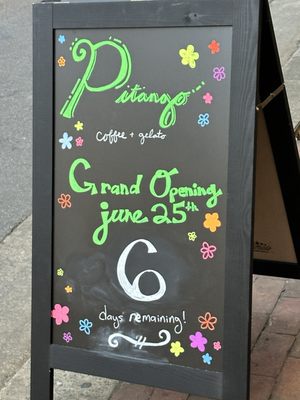 Pitango
coffee + gelato
Grand Opening
june 25th
6
days remaining!